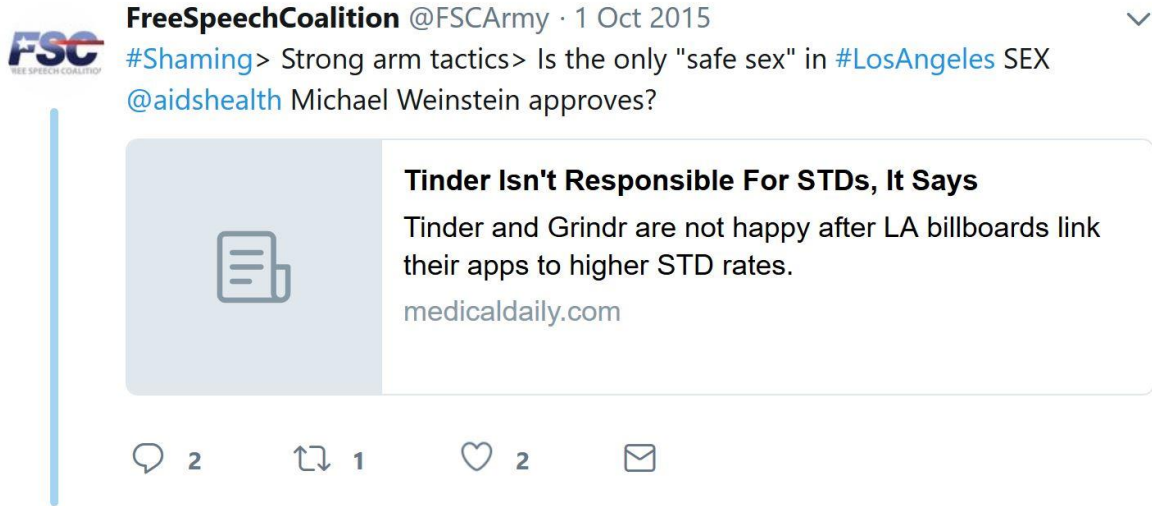 FreeSpeechCoalition @FSCArmy · 1 Oct 2015
FSC
FREE SPEECH COALITION
#Shaming> Strong arm tactics> Is the only "safe sex" in #LosAngeles SEX
@aidshealth Michael Weinstein approves?
Tinder Isn't Responsible For STDs, It Says
Tinder and Grindr are not happy after LA billboards link
their apps to higher STD rates.
medicaldaily.com
2 1 2